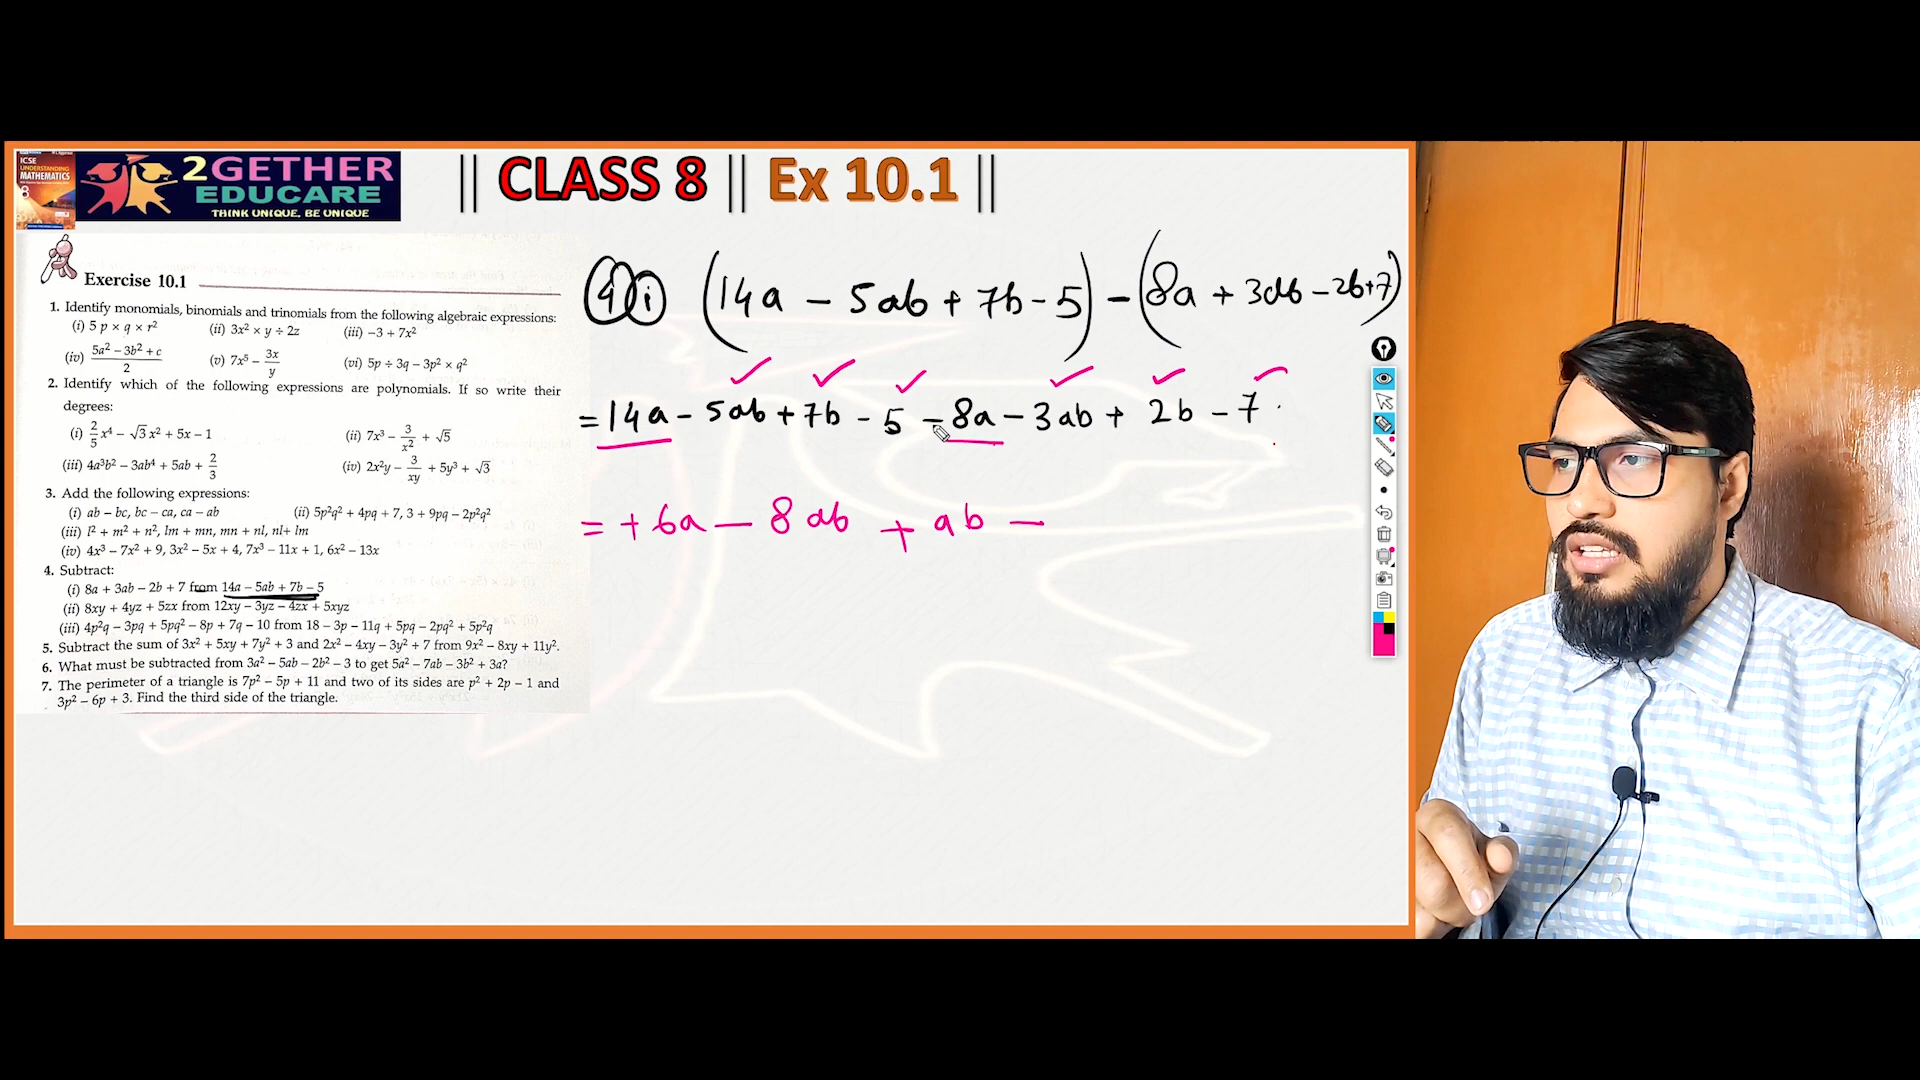 ICSE
UNDERSTANDING
MATHEMATICS
8
2GETHER
EDUCARE
THINK UNIQUE, BE UNIQUE
|| CLASS 8 || Ex 10.1 ||
Exercise 10.1
1. Identify monomials, binomials and trinomials from the following algebraic expressions:
(i) 5 p × q × r² (ii) 3x² × y ÷ 2z (iii) −3 + 7x²
(iv) (5a² − 3b² + c)/2 (v) 7x⁵ − 3x/y (vi) 5p ÷ 3q − 3p² × q²
2. Identify which of the following expressions are polynomials. If so write their
degrees:
(i) 2/5 x⁴ − √3 x² + 5x − 1 (ii) 7x³ − 3/x² + √5
(iii) 4a³b² − 3ab⁴ + 5ab + 2/3 (iv) 2x²y − 3/xy + 5y³ + √3
3. Add the following expressions:
(i) ab − bc, bc − ca, ca − ab (ii) 5p²q² + 4pq + 7, 3 + 9pq − 2p²q²
(iii) l² + m² + n², lm + mn, mn + nl, nl + lm
(iv) 4x³ − 7x² + 9, 3x² − 5x + 4, 7x³ − 11x + 1, 6x² − 13x
4. Subtract:
(i) 8a + 3ab − 2b + 7 from 14a − 5ab + 7b − 5
(ii) 8xy + 4yz + 5zx from 12xy − 3yz − 4zx + 5xyz
(iii) 4p²q − 3pq + 5pq² − 8p + 7q − 10 from 18 − 3p − 11q + 5pq − 2pq² + 5p²q
5. Subtract the sum of 3x² + 5xy + 7y² + 3 and 2x² − 4xy − 3y² + 7 from 9x² − 8xy + 11y².
6. What must be subtracted from 3a² − 5ab − 2b² − 3 to get 5a² − 7ab − 3b² + 3a?
7. The perimeter of a triangle is 7p² − 5p + 11 and two of its sides are p² + 2p − 1 and
3p² − 6p + 3. Find the third side of the triangle.
4 i (14a − 5ab + 7b − 5) − (8a + 3ab − 2b + 7)
= 14a − 5ab + 7b − 5 − 8a − 3ab + 2b − 7
= + 6a − 8ab + ab −